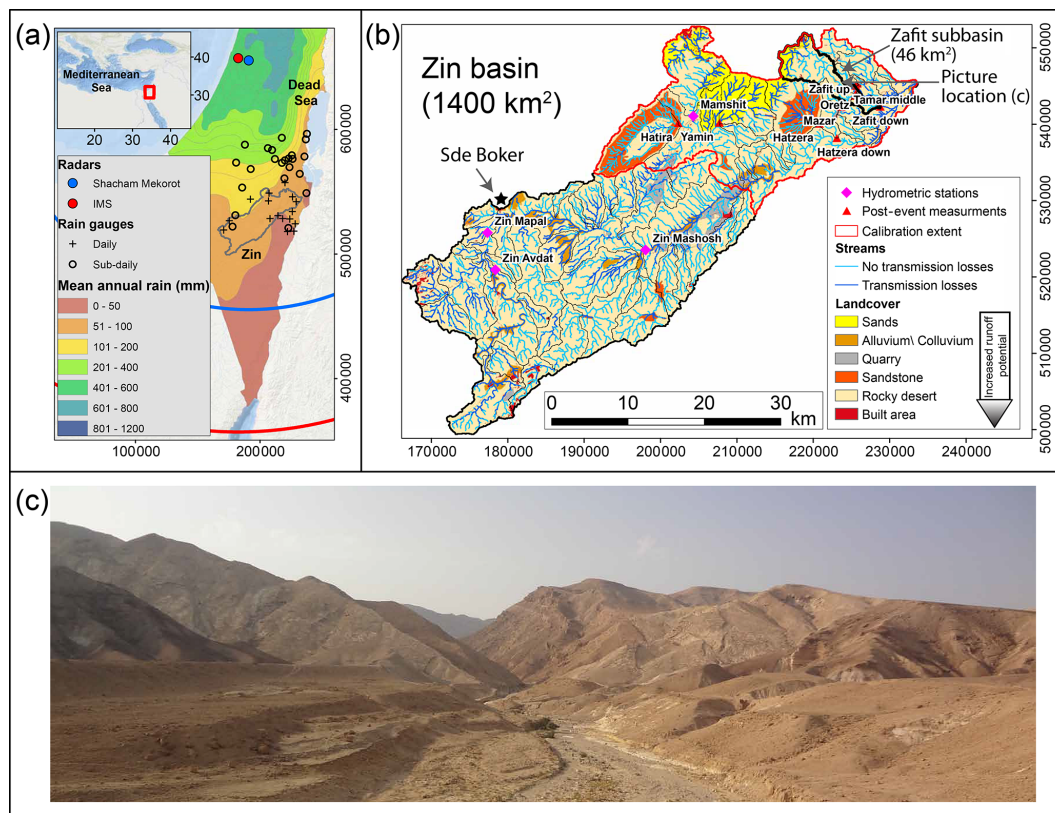 (a)
Mediterranean
Sea
40
30
20
30
40
Dead
Sea
Radars
Shacham Mekorot
IMS
Rain gauges
Daily
Sub-daily
Mean annual rain (mm)
0 - 50
51 - 100
101 - 200
201 - 400
401 - 600
601 - 800
801 - 1200
Zin
600000
500000
400000
100000
200000
(b)
Zin basin
(1400 km²)
Sde Boker
Zafit subbasin
(46 km²)
Picture
location (c)
Zafit up
Tamar middle
Oretz
Mamshit
Mazar
Zafit down
Hatira
Yamin
Hatzera
Hatzera down
Zin Mapal
Zin Mashosh
Zin Avdat
Hydrometric stations
Post-event measurments
Calibration extent
Streams
No transmission losses
Transmission losses
Landcover
Sands
Alluvium\ Colluvium
Quarry
Sandstone
Rocky desert
Built area
Increased runoff
potential
0
10
20
30
km
550000
540000
530000
520000
510000
500000
170000
180000
190000
200000
210000
220000
230000
240000
(c)